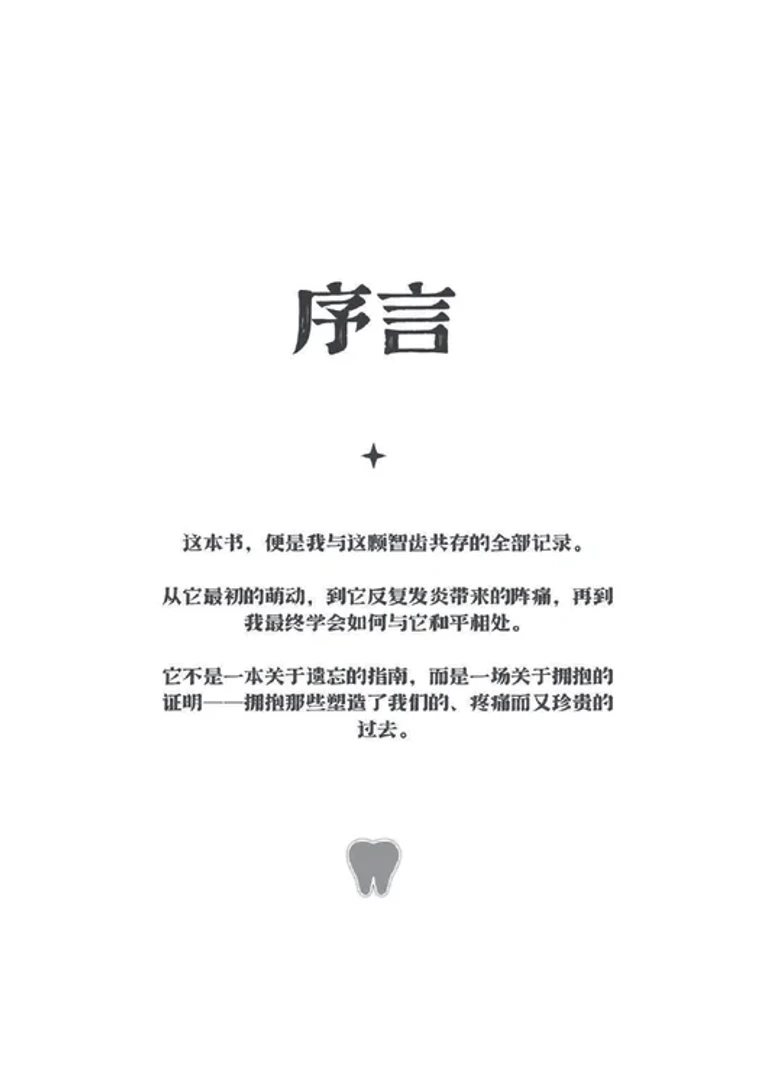 序言
这本书，便是我与这颗智齿共存的全部记录。
从它最初的萌动，到它反复发炎带来的阵痛，再到
我最终学会如何与它和平相处。
它不是一本关于遗忘的指南，而是一场关于拥抱的
证明——拥抱那些塑造了我们的、疼痛而又珍贵的
过去。